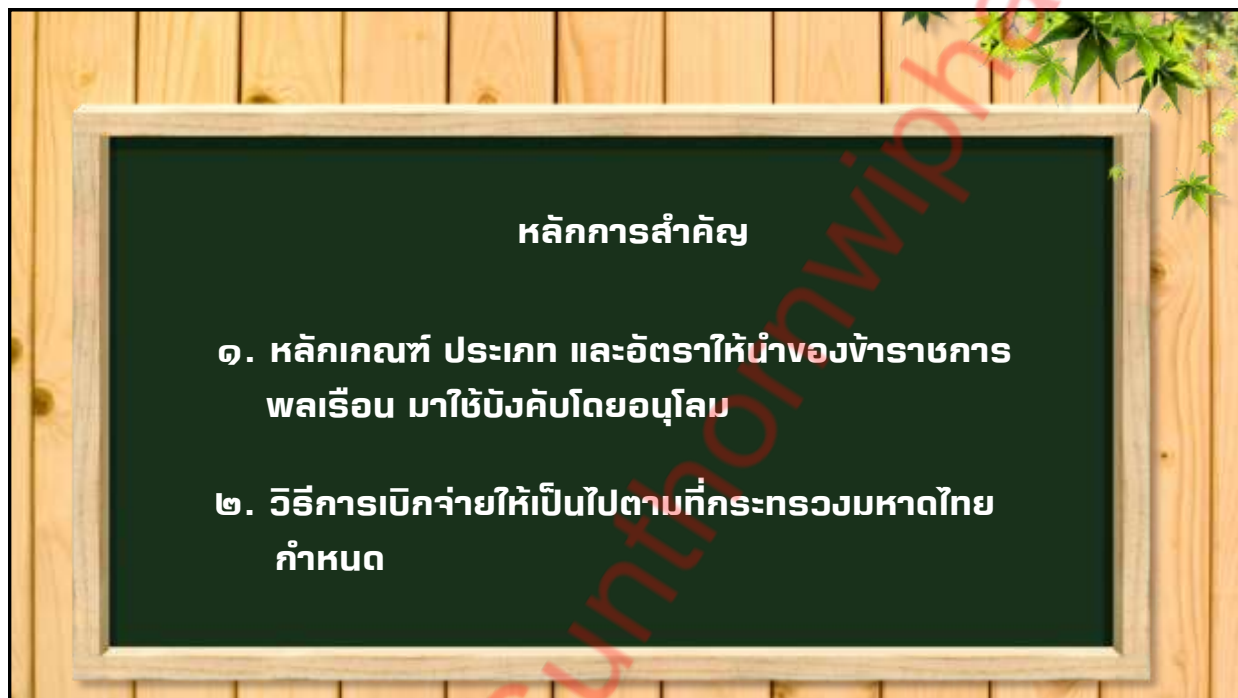 หลักการสำคัญ
๑. หลักเกณฑ์ ประเภท และอัตราให้นำของข้าราชการ
พลเรือน มาใช้บังคับโดยอนุโลม
๒. วิธีการเบิกจ่ายให้เป็นไปตามที่กระทรวงมหาดไทย
กำหนด
sunthornwipha